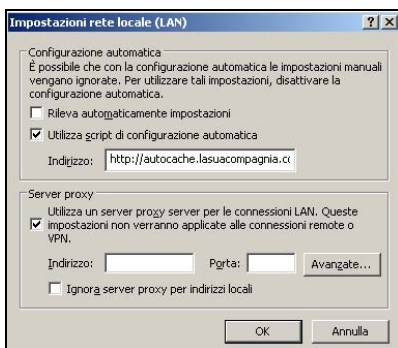 Impostazioni rete locale (LAN)
Configurazione automatica
È possibile che con la configurazione automatica le impostazioni manuali
vengano ignorate. Per utilizzare tali impostazioni, disattivare la
configurazione automatica.
Rileva automaticamente impostazioni
Utilizza script di configurazione automatica
Indirizzo: http://autocache.lasuacompagnia.cc
Server proxy
Utilizza un server proxy server per le connessioni LAN. Queste
impostazioni non verranno applicate alle connessioni remote o
VPN.
Indirizzo: Porta: Avanzate...
Ignora server proxy per indirizzi locali
OK Annulla